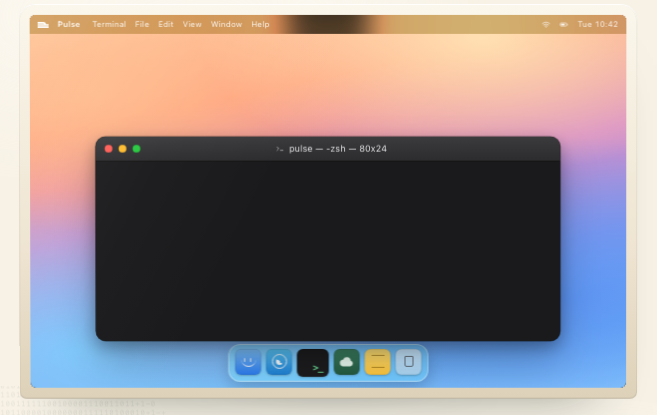 Pulse Terminal File Edit View Window Help Tue 10:42
>_ pulse — -zsh — 80x24
>_